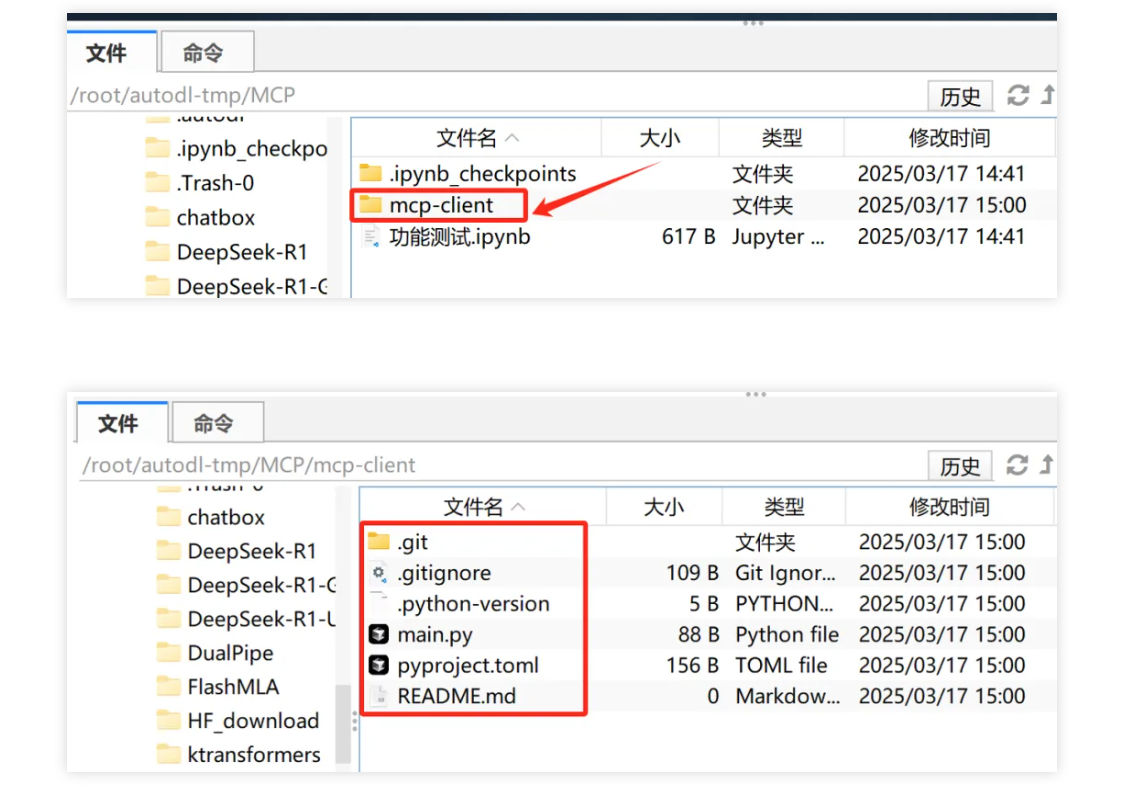 文件 命令
/root/autodl-tmp/MCP 历史
.autodl
.ipynb_checkpo
.Trash-0
chatbox
DeepSeek-R1
DeepSeek-R1-G
文件名 大小 类型 修改时间
.ipynb_checkpoints 文件夹 2025/03/17 14:41
mcp-client 文件夹 2025/03/17 15:00
功能测试.ipynb 617 B Jupyter ... 2025/03/17 14:41
文件 命令
/root/autodl-tmp/MCP/mcp-client 历史
.Trash-0
chatbox
DeepSeek-R1
DeepSeek-R1-G
DeepSeek-R1-U
DualPipe
FlashMLA
HF_download
ktransformers
文件名 大小 类型 修改时间
.git 文件夹 2025/03/17 15:00
.gitignore 109 B Git Ignor... 2025/03/17 15:00
.python-version 5 B PYTHON... 2025/03/17 15:00
main.py 88 B Python file 2025/03/17 15:00
pyproject.toml 156 B TOML file 2025/03/17 15:00
README.md 0 Markdow... 2025/03/17 15:00